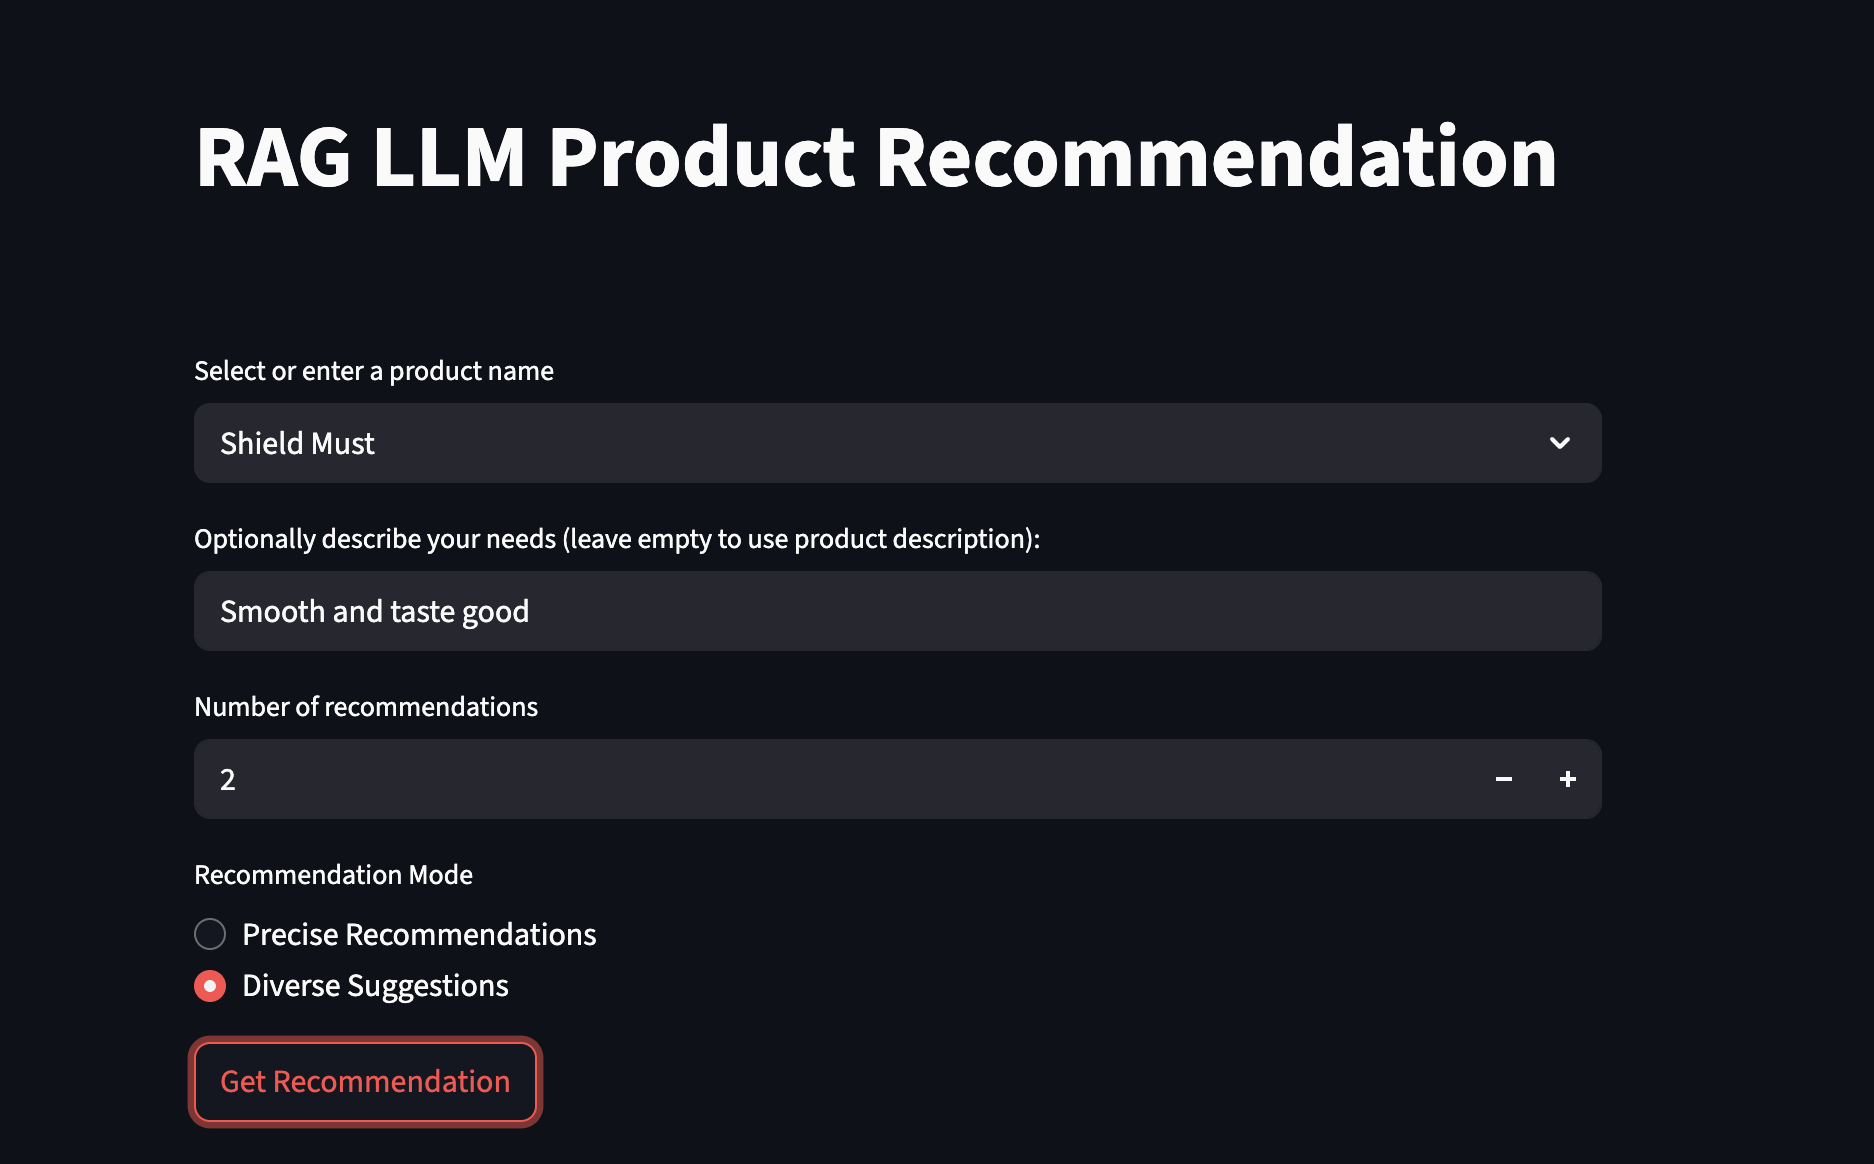 RAG LLM Product Recommendation
Select or enter a product name
Shield Must
Optionally describe your needs (leave empty to use product description):
Smooth and taste good
Number of recommendations
2
Recommendation Mode
Precise Recommendations
Diverse Suggestions
Get Recommendation